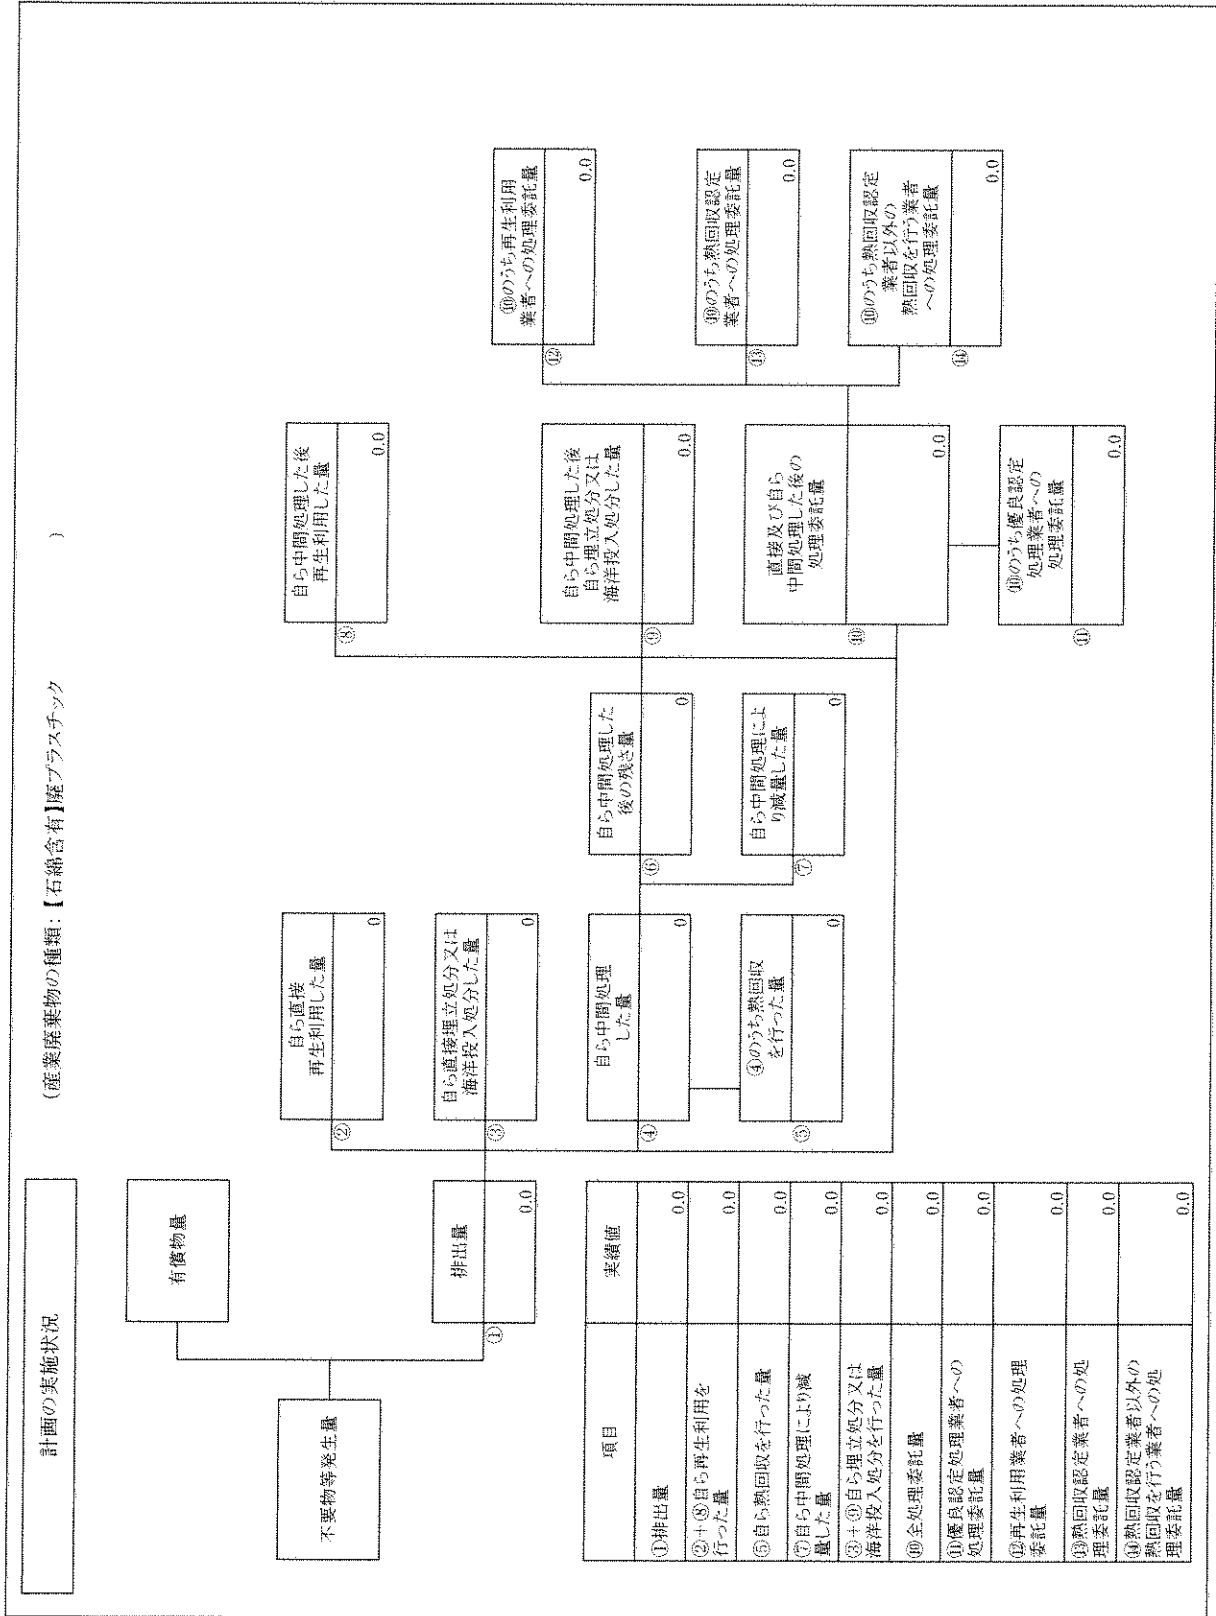 計画の実施状況
(産業廃棄物の種類:【石綿含有】廃プラスチック
)
不要物等発生量
有償物量
①
排出量
0.0
②
自ら直接
再生利用した量
0
③
自ら直接埋立処分又は
海洋投入処分した量
0
④
自ら中間処理
した量
0
⑤
④のうち熱回収
を行った量
0
⑥
自ら中間処理した
後の残さ量
0
⑦
自ら中間処理によ
り減量した量
0
⑧
自ら中間処理した後
再生利用した量
0.0
⑨
自ら中間処理した後
自ら埋立処分又は
海洋投入処分した量
0.0
⑩
直接及び自ら
中間処理した後の
処理委託量
0.0
⑪
⑩のうち優良認定
処理業者への
処理委託量
0.0
⑫
⑩のうち再生利用
業者への処理委託量
0.0
⑬
⑩のうち熱回収認定
業者への処理委託量
0.0
⑭
⑩のうち熱回収認定
業者以外の
熱回収を行う業者
への処理委託量
0.0
項目
実績値
①排出量
0.0
②+⑧自ら再生利用を
行った量
0.0
⑤自ら熱回収を行った量
0.0
⑦自ら中間処理により減
量した量
0.0
③+⑨自ら埋立処分又は
海洋投入処分を行った量
0.0
⑩全処理委託量
0.0
⑪優良認定処理業者への
処理委託量
0.0
⑫再生利用業者への処理
委託量
0.0
⑬熱回収認定業者への処
理委託量
0.0
⑭熱回収認定業者以外の
熱回収を行う業者への処
理委託量
0.0